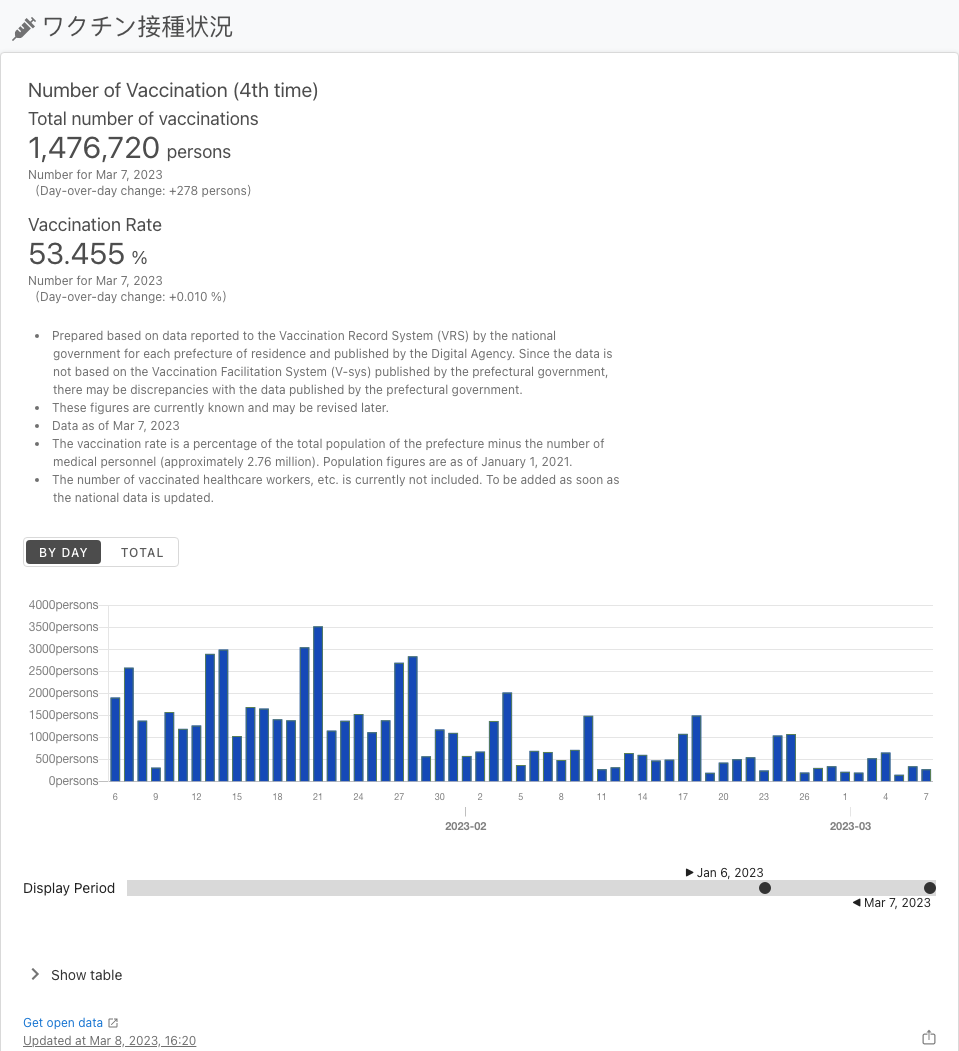 ワクチン接種状況
Number of Vaccination (4th time)
Total number of vaccinations
1,476,720 persons
Number for Mar 7, 2023
(Day-over-day change: +278 persons)
Vaccination Rate
53.455 %
Number for Mar 7, 2023
(Day-over-day change: +0.010 %)
• Prepared based on data reported to the Vaccination Record System (VRS) by the national
government for each prefecture of residence and published by the Digital Agency. Since the data is
not based on the Vaccination Facilitation System (V-sys) published by the prefectural government,
there may be discrepancies with the data published by the prefectural government.
• These figures are currently known and may be revised later.
• Data as of Mar 7, 2023
• The vaccination rate is a percentage of the total population of the prefecture minus the number of
medical personnel (approximately 2.76 million). Population figures are as of January 1, 2021.
• The number of vaccinated healthcare workers, etc. is currently not included. To be added as soon as
the national data is updated.
BY DAY TOTAL
4000persons
3500persons
3000persons
2500persons
2000persons
1500persons
1000persons
500persons
0persons
6 9 12 15 18 21 24 27 30 2 5 8 11 14 17 20 23 26 1 4 7
2023-02 2023-03
Jan 6, 2023
Display Period
Mar 7, 2023
Show table
Get open data
Updated at Mar 8, 2023, 16:20